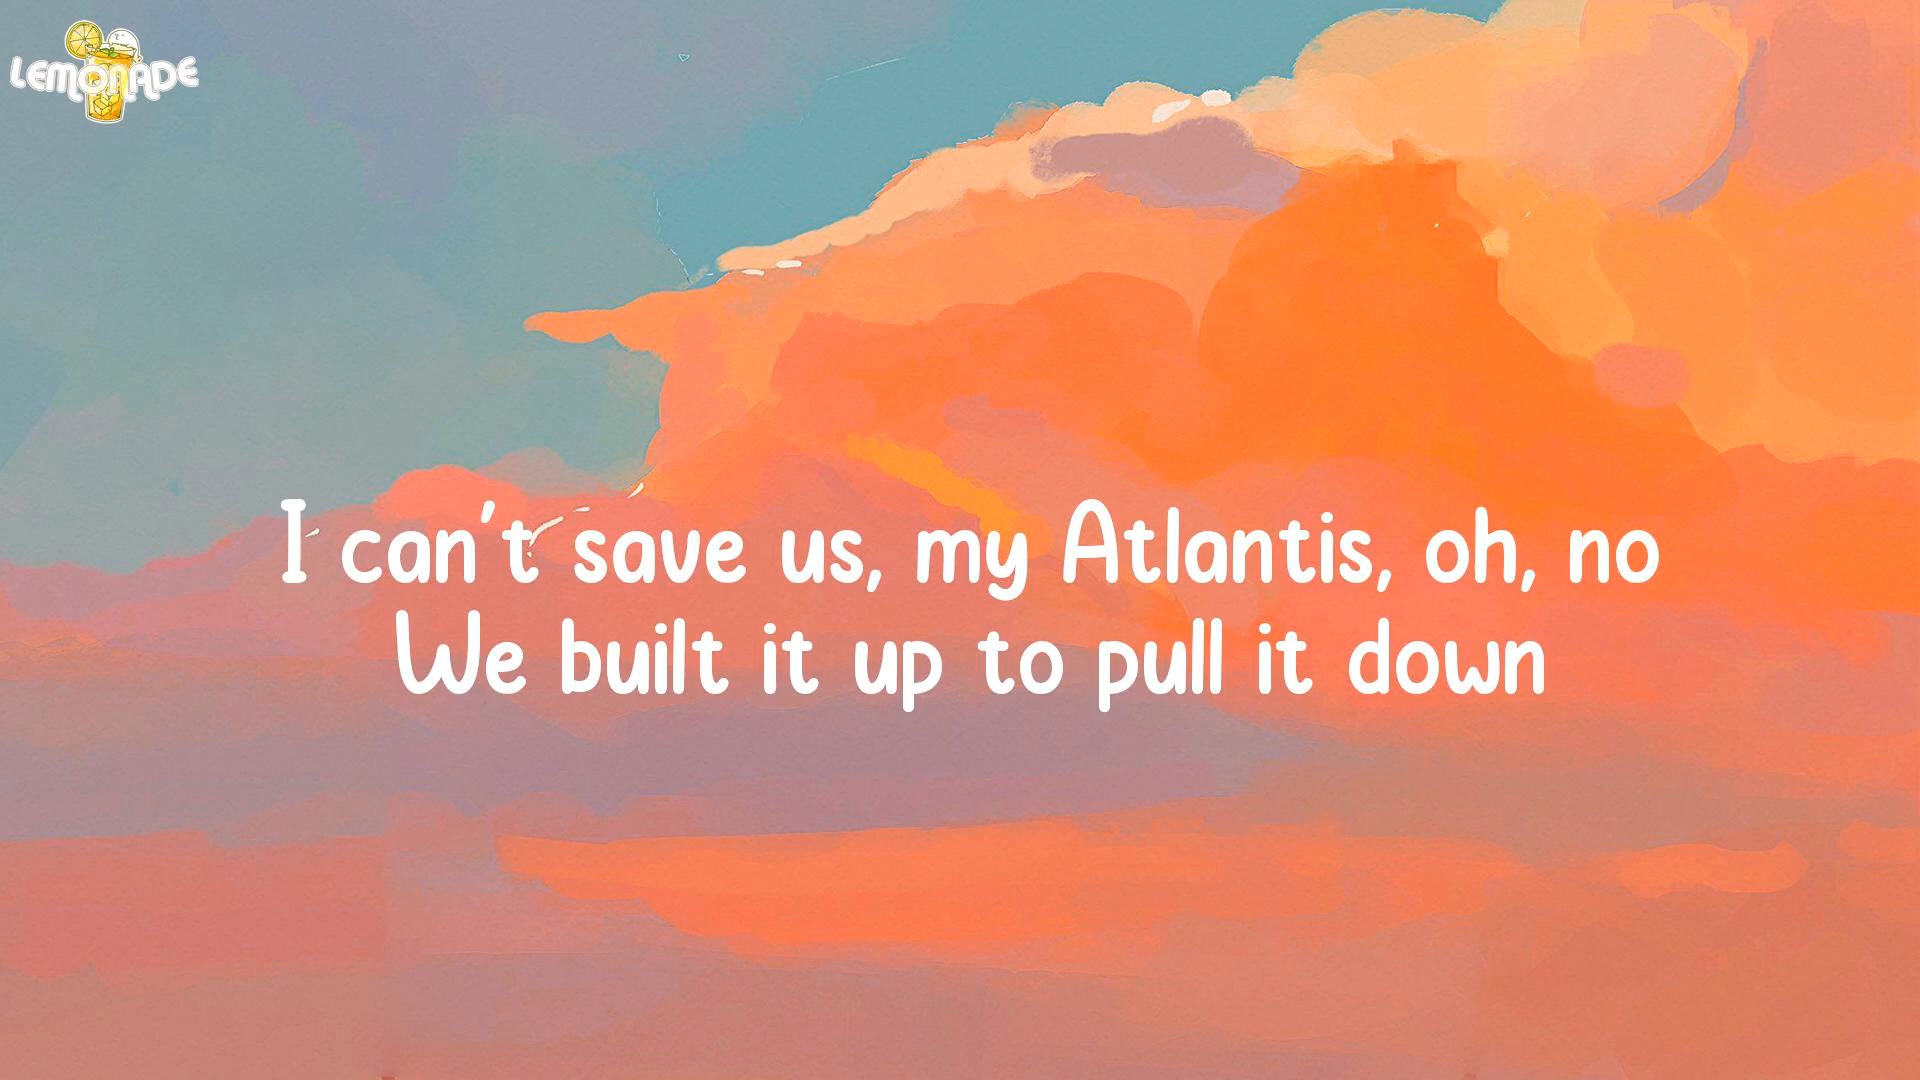 LEMONADE
I can't save us, my Atlantis, oh, no
We built it up to pull it down